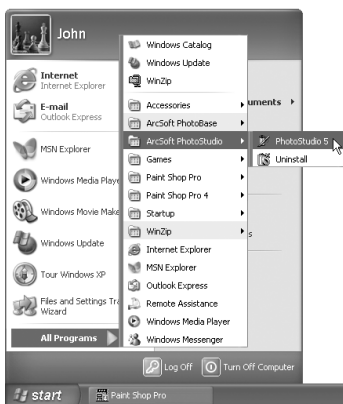 John
Internet
Internet Explorer
E-mail
Outlook Express
MSN Explorer
Windows Media Playe
Windows Movie Make
Windows Update
Tour Windows XP
Files and Settings Tra
Wizard
All Programs
Windows Catalog
Windows Update
WinZip
Accessories
ArcSoft PhotoBase
ArcSoft PhotoStudio
Games
Paint Shop Pro
Paint Shop Pro 4
Startup
WinZip
Internet Explorer
MSN Explorer
Outlook Express
Remote Assistance
Windows Media Player
Windows Messenger
uments
s
PhotoStudio 5
Uninstall
Log Off
Turn Off Computer
start
Paint Shop Pro